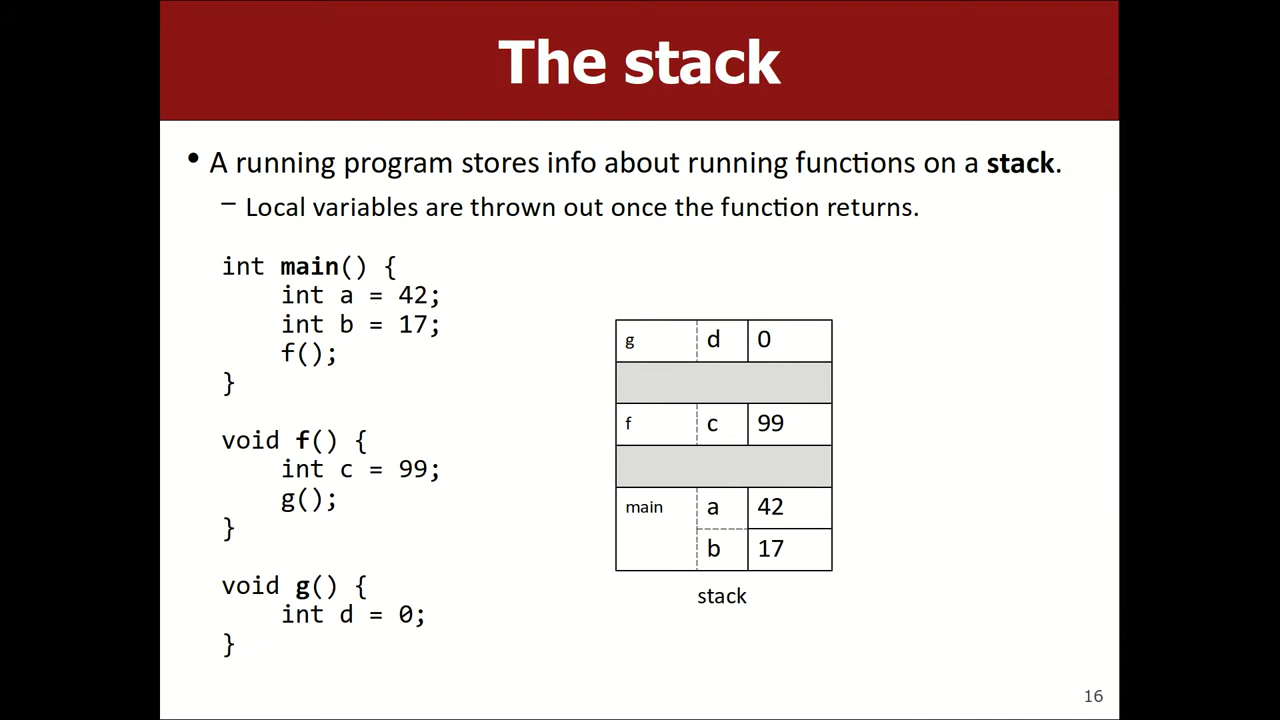 The stack
• A running program stores info about running functions on a stack.
– Local variables are thrown out once the function returns.
int main() {
    int a = 42;
    int b = 17;
    f();
}
void f() {
    int c = 99;
    g();
}
void g() {
    int d = 0;
}
g d 0
f c 99
main a 42
b 17
stack
16